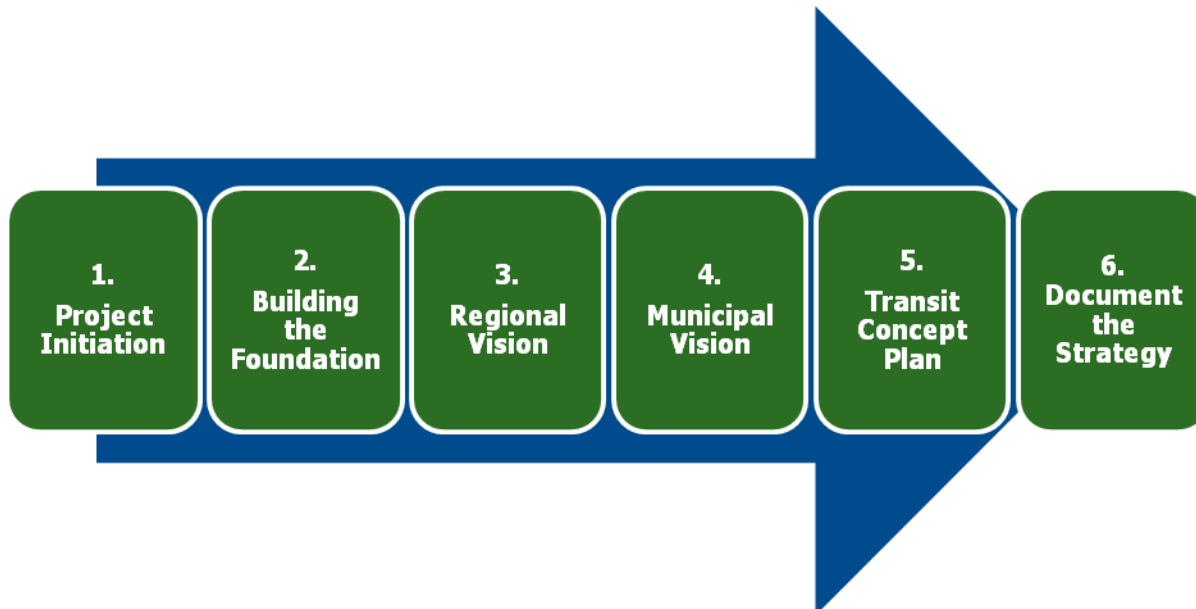 1.
Project
Initiation
2.
Building
the
Foundation
3.
Regional
Vision
4.
Municipal
Vision
5.
Transit
Concept
Plan
6.
Document
the
Strategy